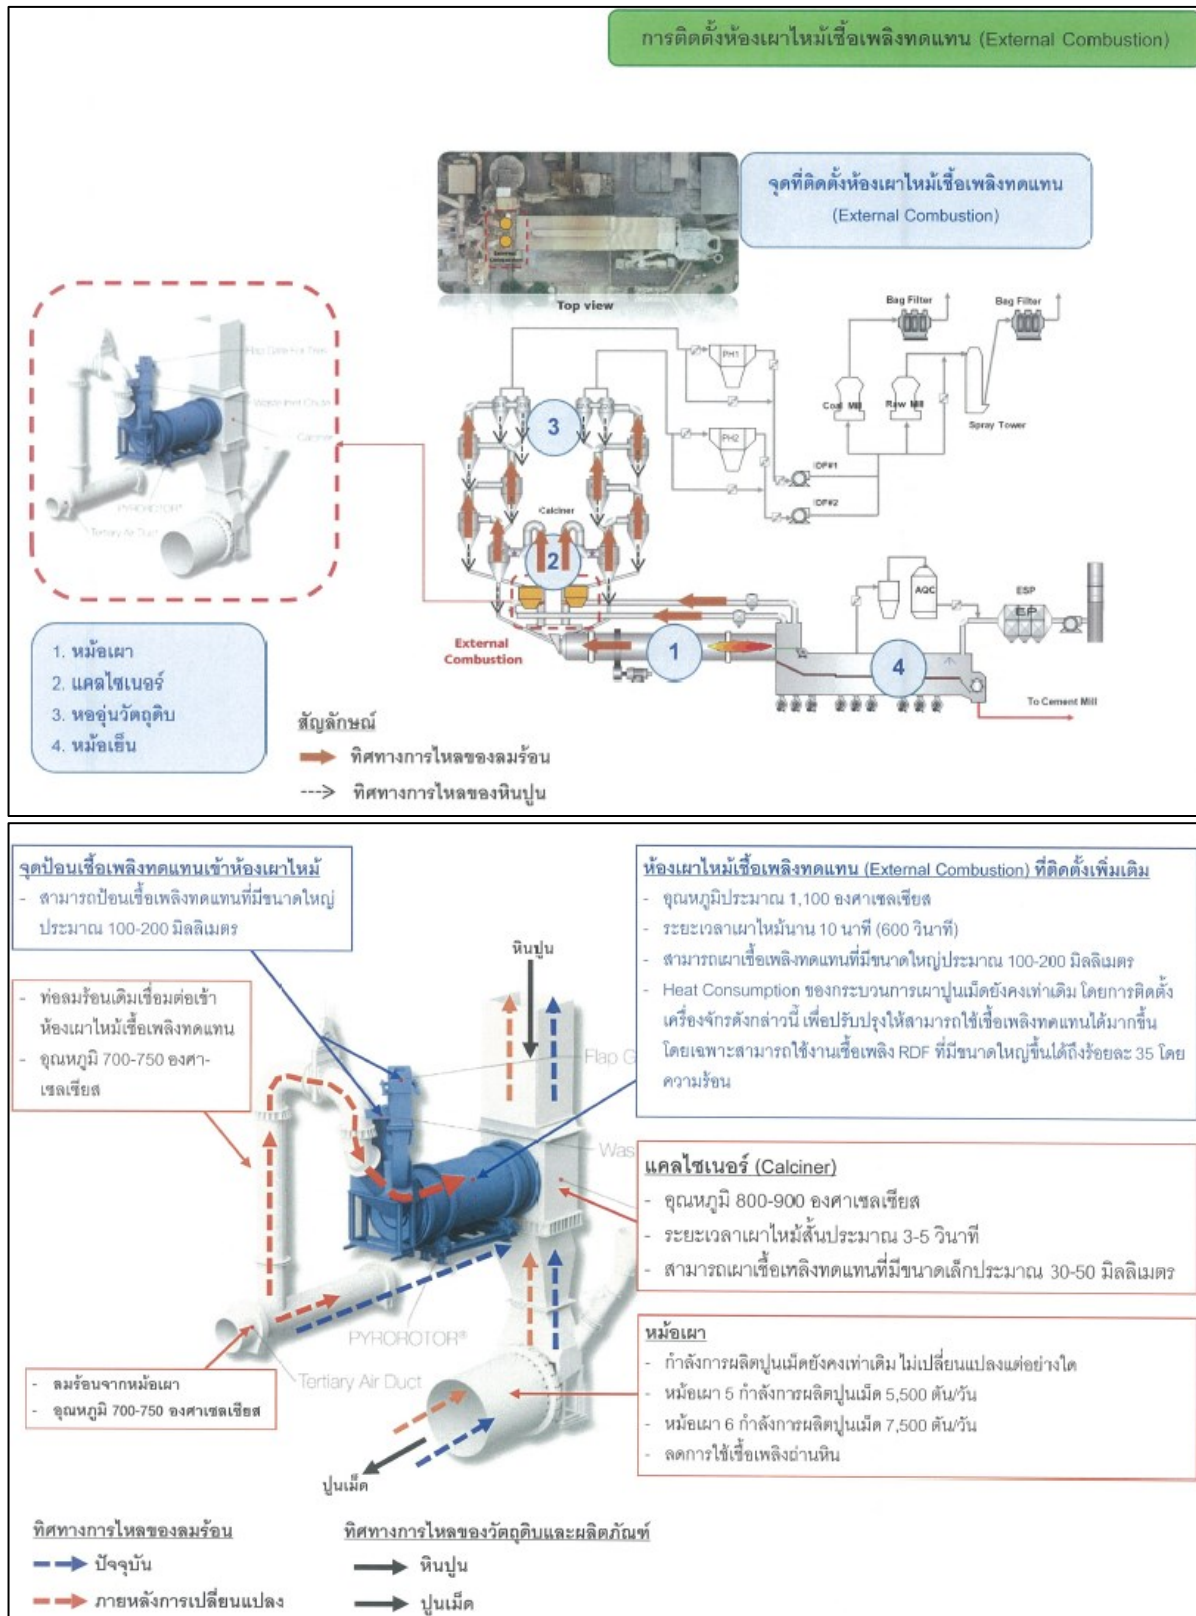 การติดตั้งห้องเผาไหม้เชื้อเพลิงทดแทน (External Combustion)
จุดที่ติดตั้งห้องเผาไหม้เชื้อเพลิงทดแทน
(External Combustion)
Top view
Bag Filter
Bag Filter
PH1
Coal Mill
Raw Mill
Spray Tower
PH2
IDF#1
IDF#2
3
Calciner
2
Waste Inlet Chute
Calciner
PYROROTOR®
Tertiary Air Duct
External
Combustion
1
AQC
ESP
EP
4
To Cement Mill
1. หม้อเผา
2. แคลไซเนอร์
3. หออุ่นวัตถุดิบ
4. หม้อเย็น
สัญลักษณ์
ทิศทางการไหลของลมร้อน
ทิศทางการไหลของหินปูน
จุดป้อนเชื้อเพลิงทดแทนเข้าห้องเผาไหม้
- สามารถป้อนเชื้อเพลิงทดแทนที่มีขนาดใหญ่
ประมาณ 100-200 มิลลิเมตร
- ท่อลมร้อนเดิมเชื่อมต่อเข้า
ห้องเผาไหม้เชื้อเพลิงทดแทน
- อุณหภูมิ 700-750 องศา-
เซลเซียส
หินปูน
ห้องเผาไหม้เชื้อเพลิงทดแทน (External Combustion) ที่ติดตั้งเพิ่มเติม
- อุณหภูมิประมาณ 1,100 องศาเซลเซียส
- ระยะเวลาเผาไหม้นาน 10 นาที (600 วินาที)
- สามารถเผาเชื้อเพลิงทดแทนที่มีขนาดใหญ่ประมาณ 100-200 มิลลิเมตร
- Heat Consumption ของกระบวนการเผาปูนเม็ดยังคงเท่าเดิม โดยการติดตั้ง
เครื่องจักรดังกล่าวนี้ เพื่อปรับปรุงให้สามารถใช้เชื้อเพลิงทดแทนได้มากขึ้น
โดยเฉพาะสามารถใช้งานเชื้อเพลิง RDF ที่มีขนาดใหญ่ขึ้นได้ถึงร้อยละ 35 โดย
ความร้อน
Flap G
Was
แคลไซเนอร์ (Calciner)
- อุณหภูมิ 800-900 องศาเซลเซียส
- ระยะเวลาเผาไหม้สั้นประมาณ 3-5 วินาที
- สามารถเผาเชื้อเพลิงทดแทนที่มีขนาดเล็กประมาณ 30-50 มิลลิเมตร
PYROROTOR®
Tertiary Air Duct
- ลมร้อนจากหม้อเผา
- อุณหภูมิ 700-750 องศาเซลเซียส
หม้อเผา
- กำลังการผลิตปูนเม็ดยังคงเท่าเดิม ไม่เปลี่ยนแปลงแต่อย่างใด
- หม้อเผา 5 กำลังการผลิตปูนเม็ด 5,500 ตัน/วัน
- หม้อเผา 6 กำลังการผลิตปูนเม็ด 7,500 ตัน/วัน
- ลดการใช้เชื้อเพลิงถ่านหิน
ปูนเม็ด
ทิศทางการไหลของลมร้อน
ปัจจุบัน
ภายหลังการเปลี่ยนแปลง
ทิศทางการไหลของวัตถุดิบและผลิตภัณฑ์
หินปูน
ปูนเม็ด